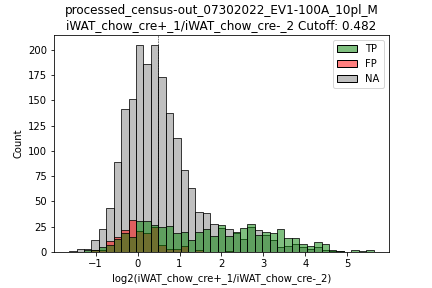 processed_census-out_07302022_EV1-100A_10pl_M
iWAT_chow_cre+_1/iWAT_chow_cre-_2 Cutoff: 0.482
TP
FP
NA
200
175
150
125
100
75
50
25
0
Count
−1
0
1
2
3
4
5
log2(iWAT_chow_cre+_1/iWAT_chow_cre-_2)